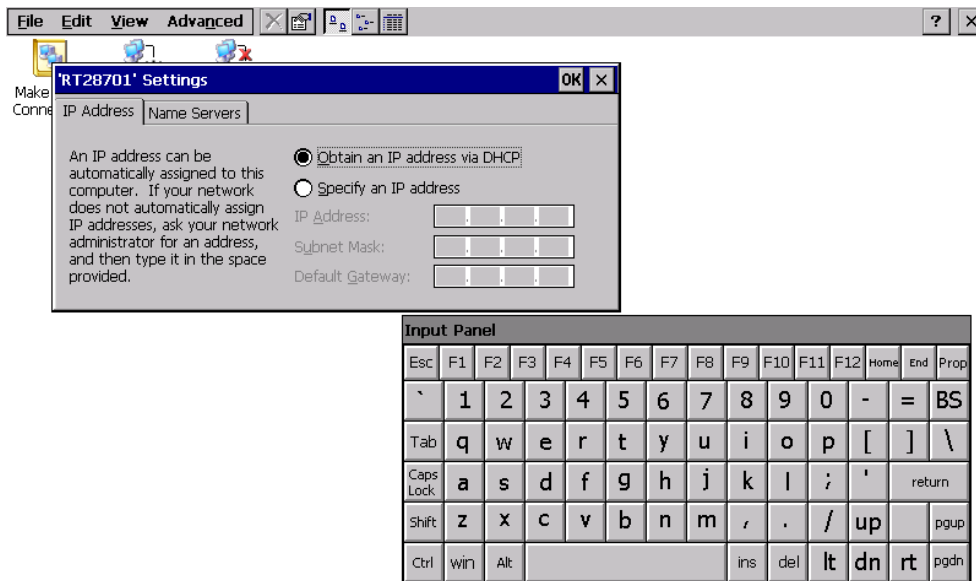 File Edit View Advanced ?
Make
Conne
'RT28701' Settings OK
IP Address Name Servers
An IP address can be
automatically assigned to this
computer. If your network
does not automatically assign
IP addresses, ask your network
administrator for an address,
and then type it in the space
provided.
Obtain an IP address via DHCP
Specify an IP address
IP Address:
Subnet Mask:
Default Gateway:
Input Panel
Esc F1 F2 F3 F4 F5 F6 F7 F8 F9 F10 F11 F12 Home End Prop
` 1 2 3 4 5 6 7 8 9 0 - = BS
Tab q w e r t y u i o p [ ] \
Caps Lock a s d f g h j k l ; ' return
Shift z x c v b n m , . / up pgup
Ctrl win Alt ins del lt dn rt pgdn